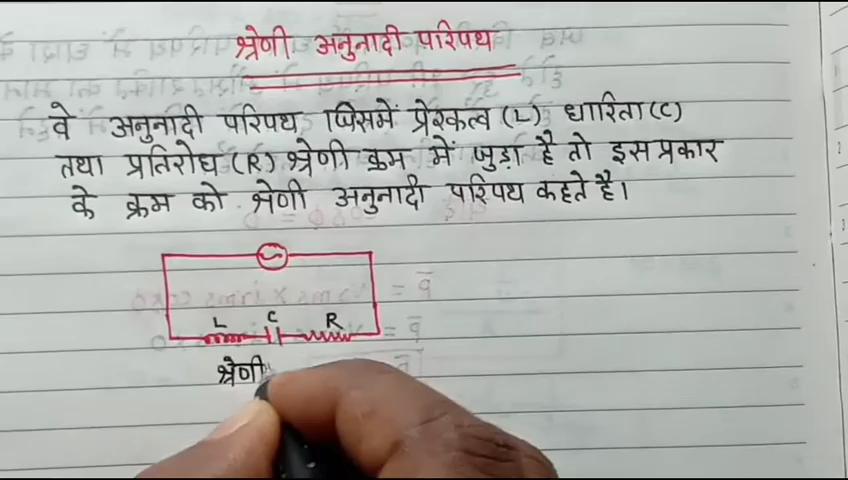 श्रेणी अनुनादी परिपथ
वे अनुनादी परिपथ जिसमें प्रेरकत्व (L) धारिता (C)
तथा प्रतिरोध (R) श्रेणी क्रम में जुड़ा है तो इस प्रकार
के क्रम को श्रेणी अनुनादी परिपथ कहते है।
L C R
श्रेणी